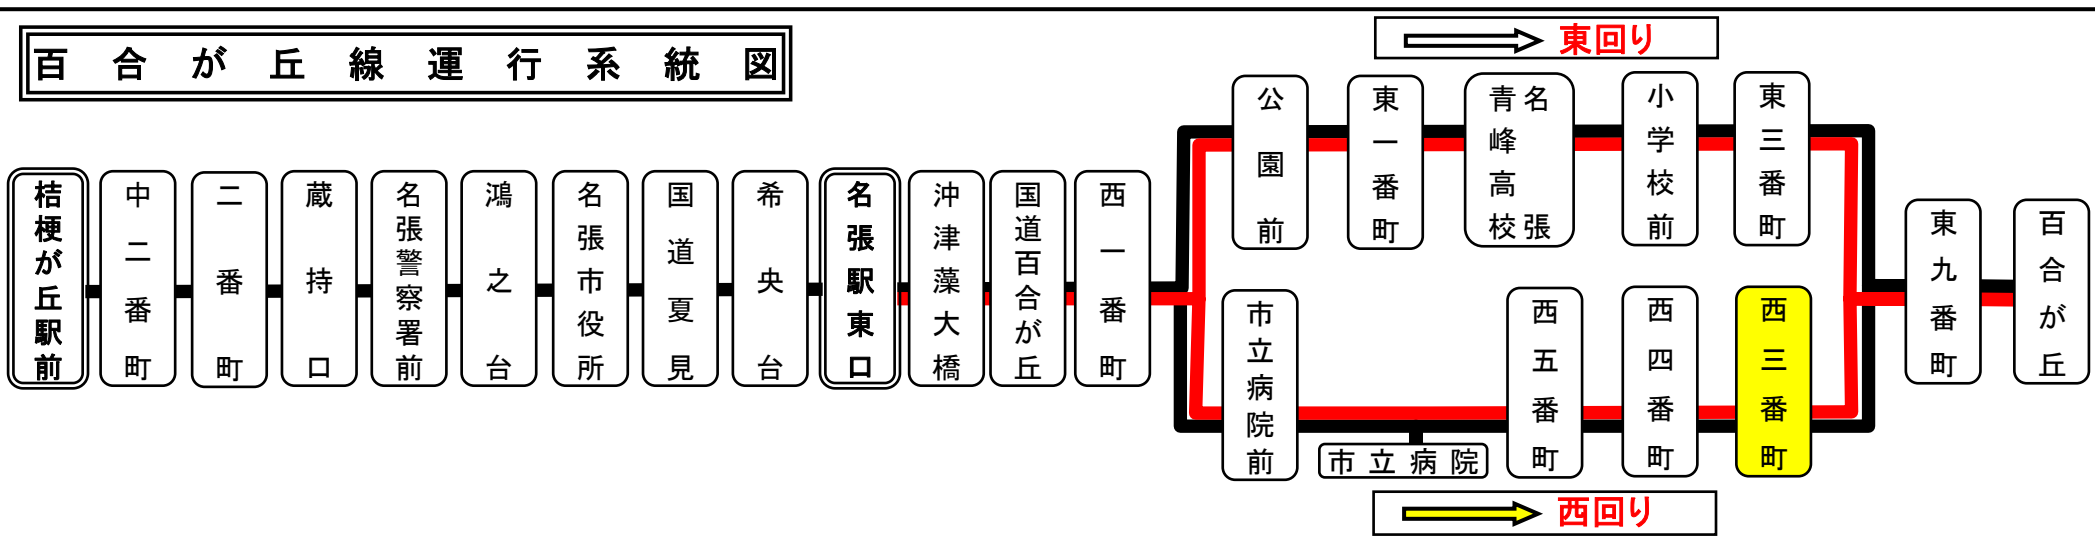 百合が丘線運行系統図
東回り
桔梗が丘駅前
中二番町
二番町
蔵持口
名張警察署前
鴻之台
名張市役所
国道夏見
希央台
名張駅東口
沖津藻大橋
国道百合が丘
西一番町
公園前
東一番町
名張
青峰高校
小学校前
東三番町
市立病院前
市立病院
西五番町
西四番町
西三番町
東九番町
百合が丘
西回り